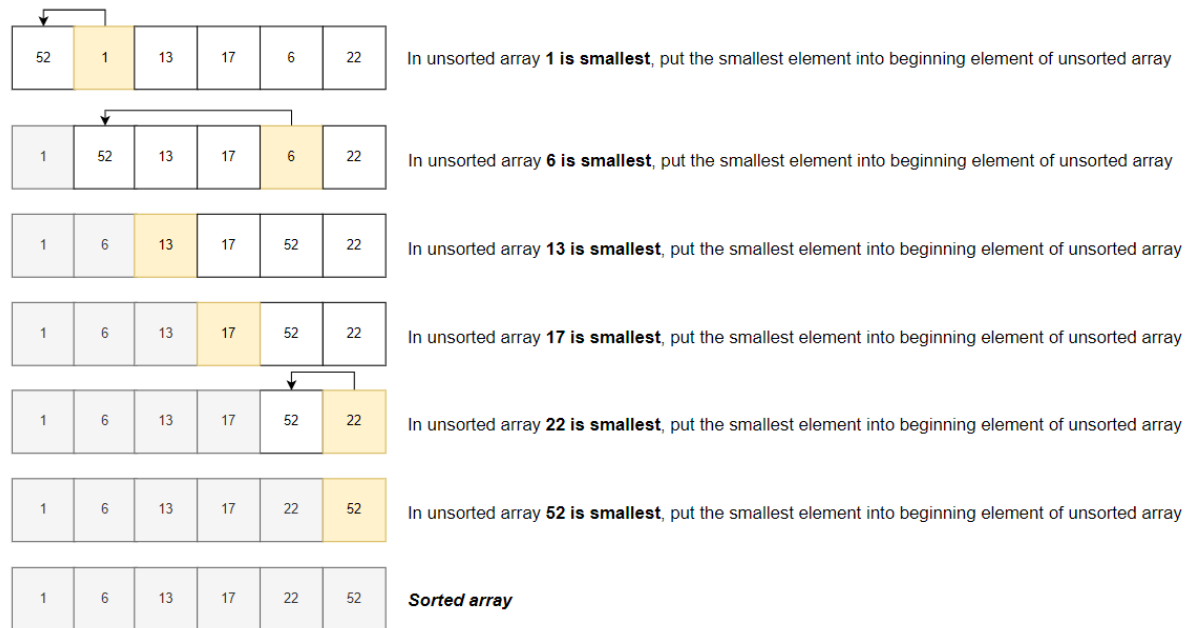 52 1 13 17 6 22 In unsorted array 1 is smallest, put the smallest element into beginning element of unsorted array
1 52 13 17 6 22 In unsorted array 6 is smallest, put the smallest element into beginning element of unsorted array
1 6 13 17 52 22 In unsorted array 13 is smallest, put the smallest element into beginning element of unsorted array
1 6 13 17 52 22 In unsorted array 17 is smallest, put the smallest element into beginning element of unsorted array
1 6 13 17 52 22 In unsorted array 22 is smallest, put the smallest element into beginning element of unsorted array
1 6 13 17 22 52 In unsorted array 52 is smallest, put the smallest element into beginning element of unsorted array
1 6 13 17 22 52 Sorted array